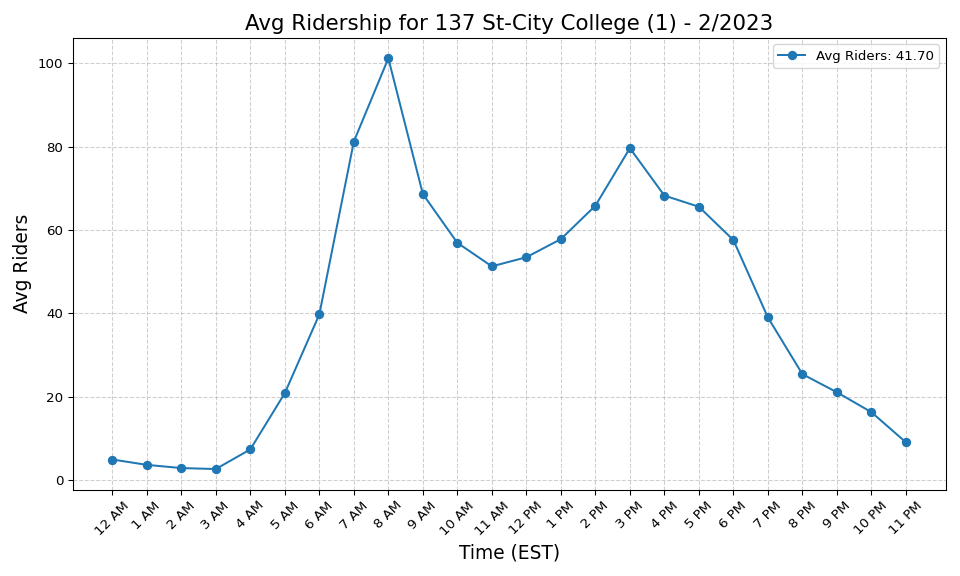 Avg Ridership for 137 St-City College (1) - 2/2023
Avg Riders: 41.70
Avg Riders
100
80
60
40
20
0
12 AM
1 AM
2 AM
3 AM
4 AM
5 AM
6 AM
7 AM
8 AM
9 AM
10 AM
11 AM
12 PM
1 PM
2 PM
3 PM
4 PM
5 PM
6 PM
7 PM
8 PM
9 PM
10 PM
11 PM
Time (EST)